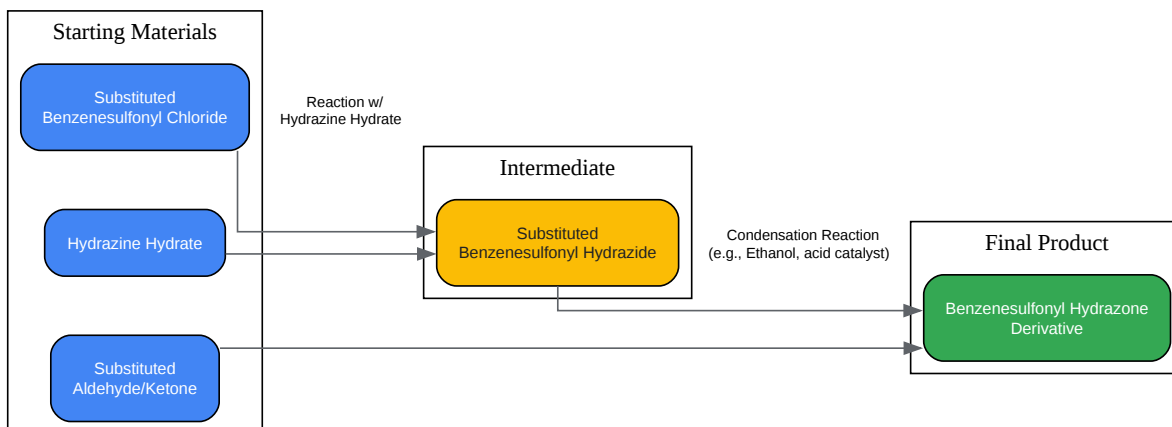 Starting Materials
Substituted
Benzenesulfonyl Chloride
Reaction w/
Hydrazine Hydrate
Hydrazine Hydrate
Substituted
Aldehyde/Ketone
Intermediate
Substituted
Benzenesulfonyl Hydrazide
Condensation Reaction
(e.g., Ethanol, acid catalyst)
Final Product
Benzenesulfonyl Hydrazone
Derivative